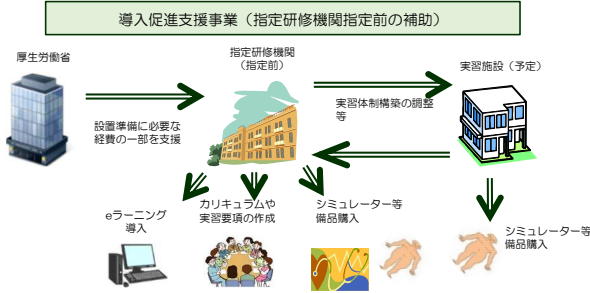 導入促進支援事業（指定研修機関指定前の補助）
厚生労働省
指定研修機関
（指定前）
実習施設（予定）
設置準備に必要な
経費の一部を支援
実習体制構築の調整
等
eラーニング
導入
カリキュラムや
実習要項の作成
シミュレーター等
備品購入
シミュレーター等
備品購入